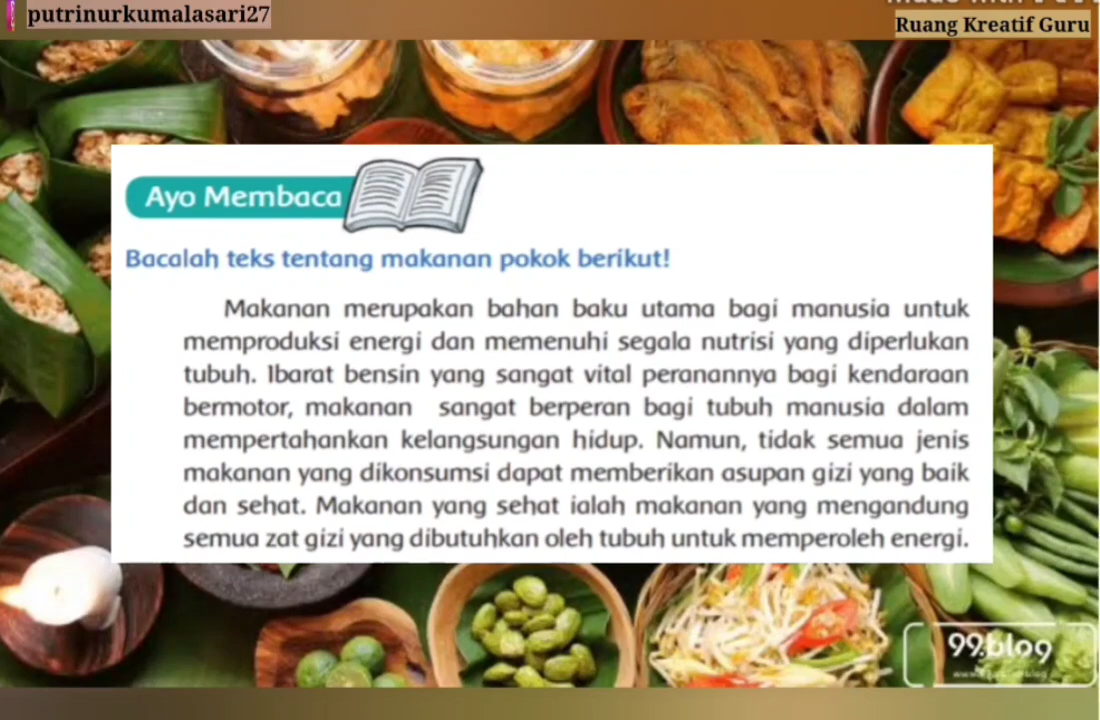 putrinurkumalasari27
Ruang Kreatif Guru
Ayo Membaca
Bacalah teks tentang makanan pokok berikut!
Makanan merupakan bahan baku utama bagi manusia untuk
memproduksi energi dan memenuhi segala nutrisi yang diperlukan
tubuh. Ibarat bensin yang sangat vital peranannya bagi kendaraan
bermotor, makanan sangat berperan bagi tubuh manusia dalam
mempertahankan kelangsungan hidup. Namun, tidak semua jenis
makanan yang dikonsumsi dapat memberikan asupan gizi yang baik
dan sehat. Makanan yang sehat ialah makanan yang mengandung
semua zat gizi yang dibutuhkan oleh tubuh untuk memperoleh energi.
99.blog